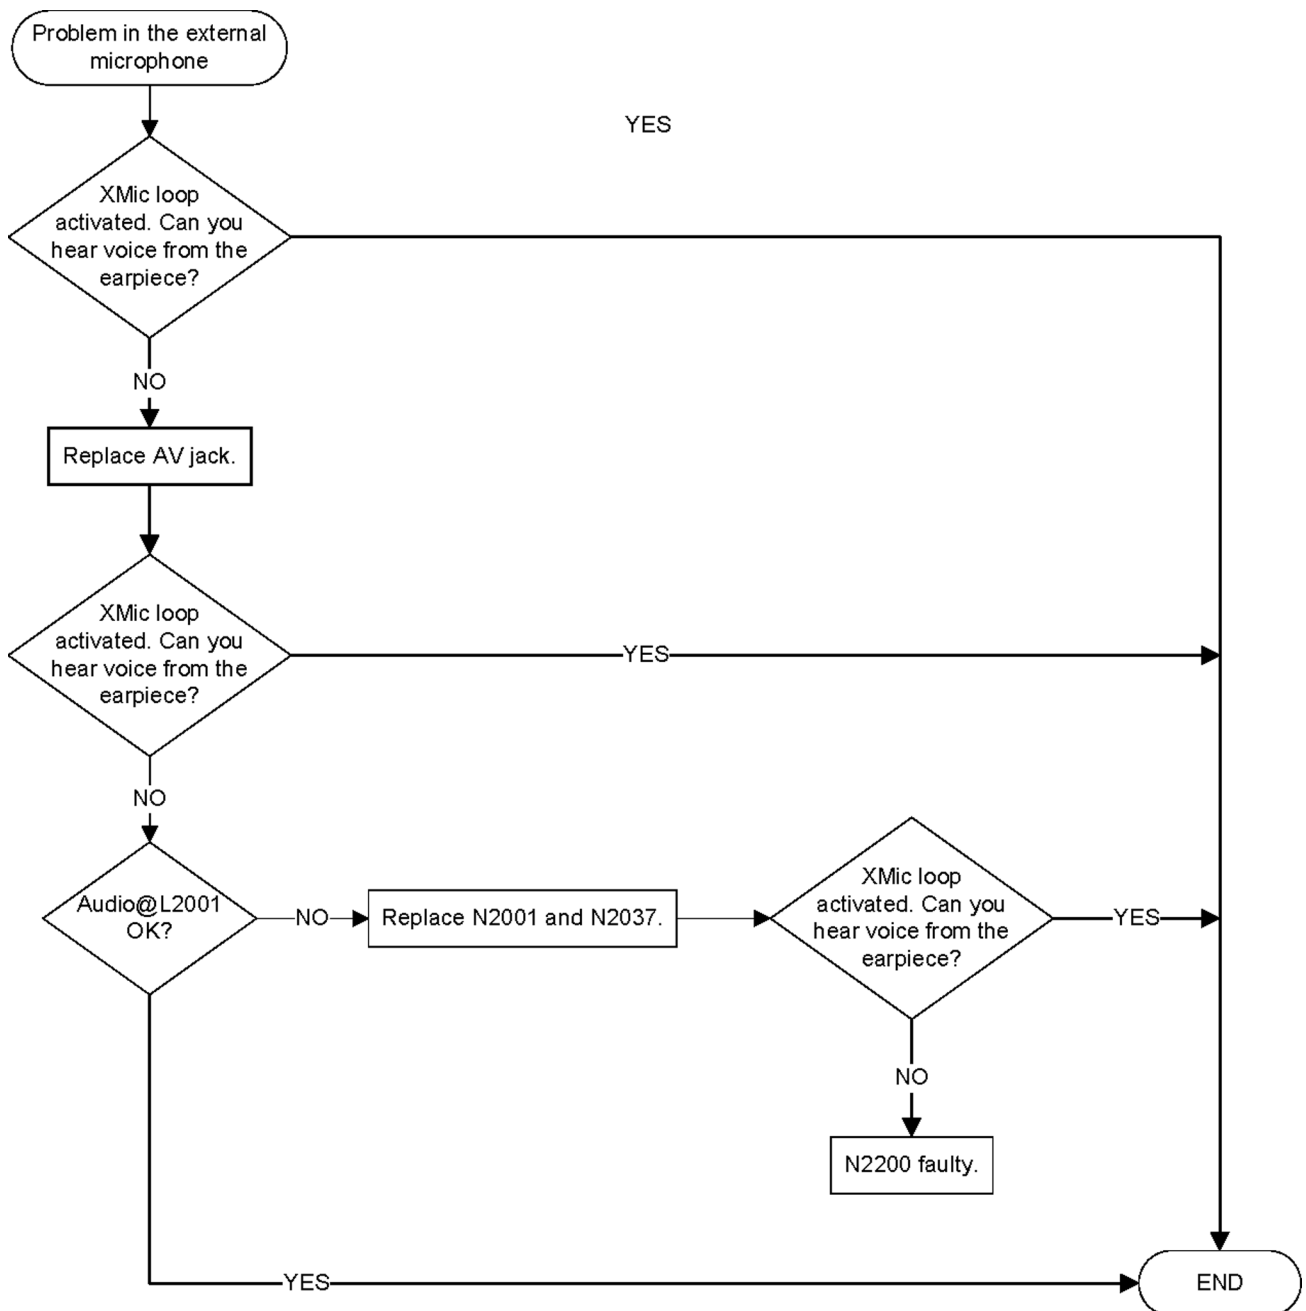 Problem in the external
microphone
YES
XMic loop
activated. Can you
hear voice from the
earpiece?
NO
Replace AV jack.
XMic loop
activated. Can you
hear voice from the
earpiece?
YES
NO
Audio@L2001
OK?
NO
Replace N2001 and N2037.
XMic loop
activated. Can you
hear voice from the
earpiece?
YES
NO
N2200 faulty.
YES
END